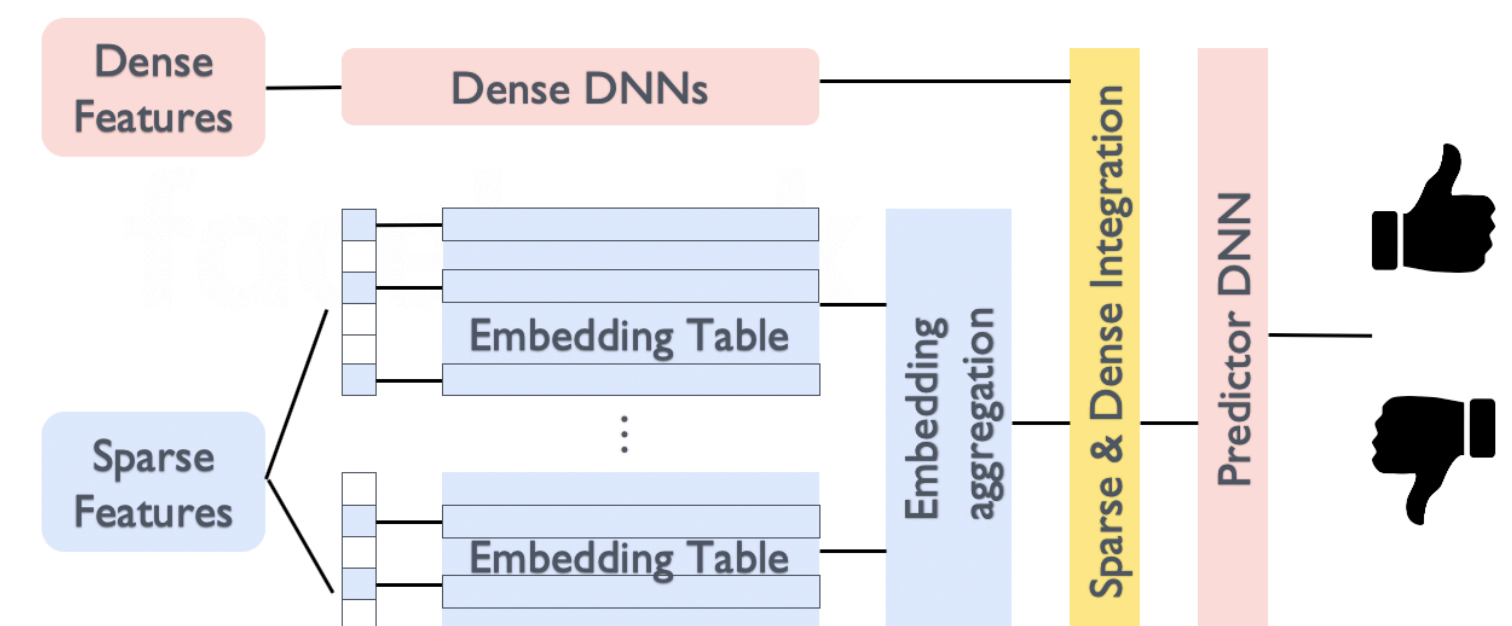 Dense
Features
Dense DNNs
Embedding Table
⋮
Sparse
Features
Embedding Table
Embedding
aggregation
Sparse & Dense Integration
Predictor DNN